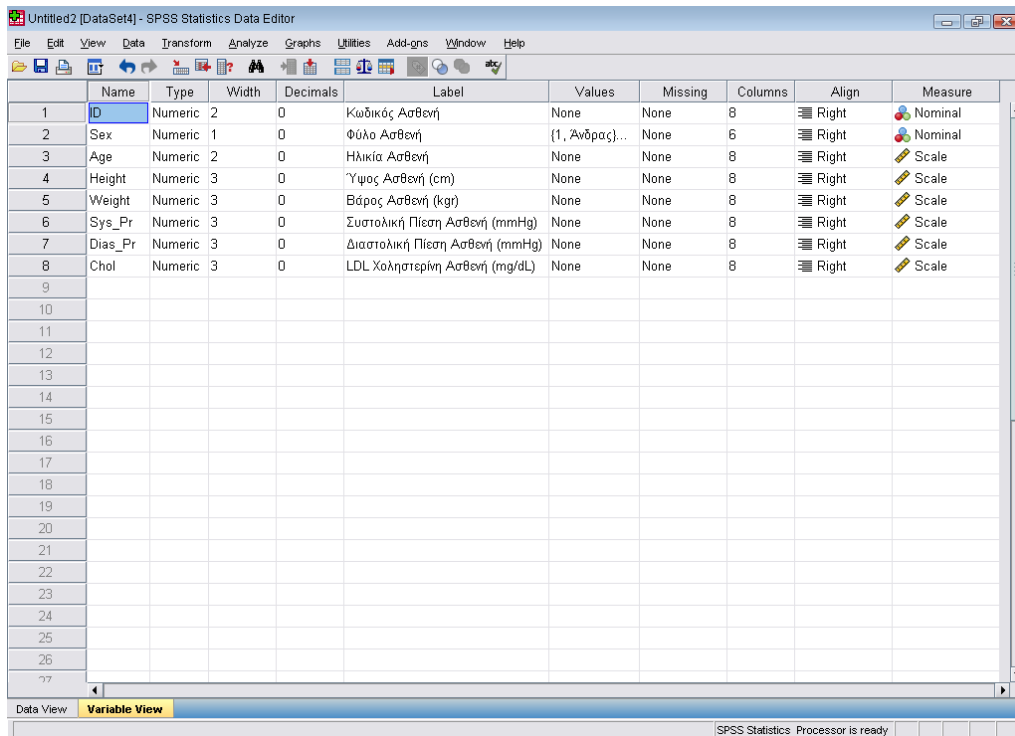 Untitled2 [DataSet4] - SPSS Statistics Data Editor
File Edit View Data Transform Analyze Graphs Utilities Add-ons Window Help
Name Type Width Decimals Label Values Missing Columns Align Measure
1 ID Numeric 2 0 Κωδικός Ασθενή None None 8 Right Nominal
2 Sex Numeric 1 0 Φύλο Ασθενή {1, Άνδρας}... None 6 Right Nominal
3 Age Numeric 2 0 Ηλικία Ασθενή None None 8 Right Scale
4 Height Numeric 3 0 Ύψος Ασθενή (cm) None None 8 Right Scale
5 Weight Numeric 3 0 Βάρος Ασθενή (kgr) None None 8 Right Scale
6 Sys_Pr Numeric 3 0 Συστολική Πίεση Ασθενή (mmHg) None None 8 Right Scale
7 Dias_Pr Numeric 3 0 Διαστολική Πίεση Ασθενή (mmHg) None None 8 Right Scale
8 Chol Numeric 3 0 LDL Χοληστερίνη Ασθενή (mg/dL) None None 8 Right Scale
9
10
11
12
13
14
15
16
17
18
19
20
21
22
23
24
25
26
27
Data View Variable View
SPSS Statistics Processor is ready